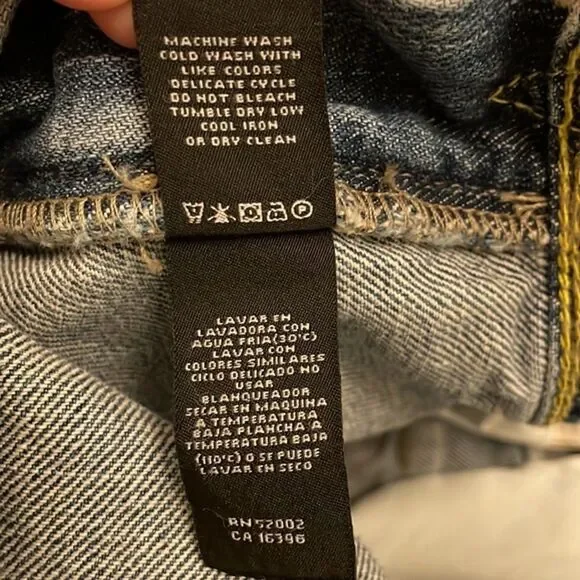 MACHINE WASH
COLD WASH WITH
LIKE COLORS
DELICATE CYCLE
DO NOT BLEACH
TUMBLE DRY LOW
COOL IRON
OR DRY CLEAN
P
LAVAR EN
LAVADORA CON
AGUA FRIA(30°C)
LAVAR CON
COLORES SIMILARES
CICLO DELICADO NO
USAR
BLANQUEADOR
SECAR EN MAQUINA
A TEMPERATURA
BAJA PLANCHA A
TEMPERATURA BAJA
(110°C) O SE PUEDE
LAVAR EN SECO
RN52002
CA 16396